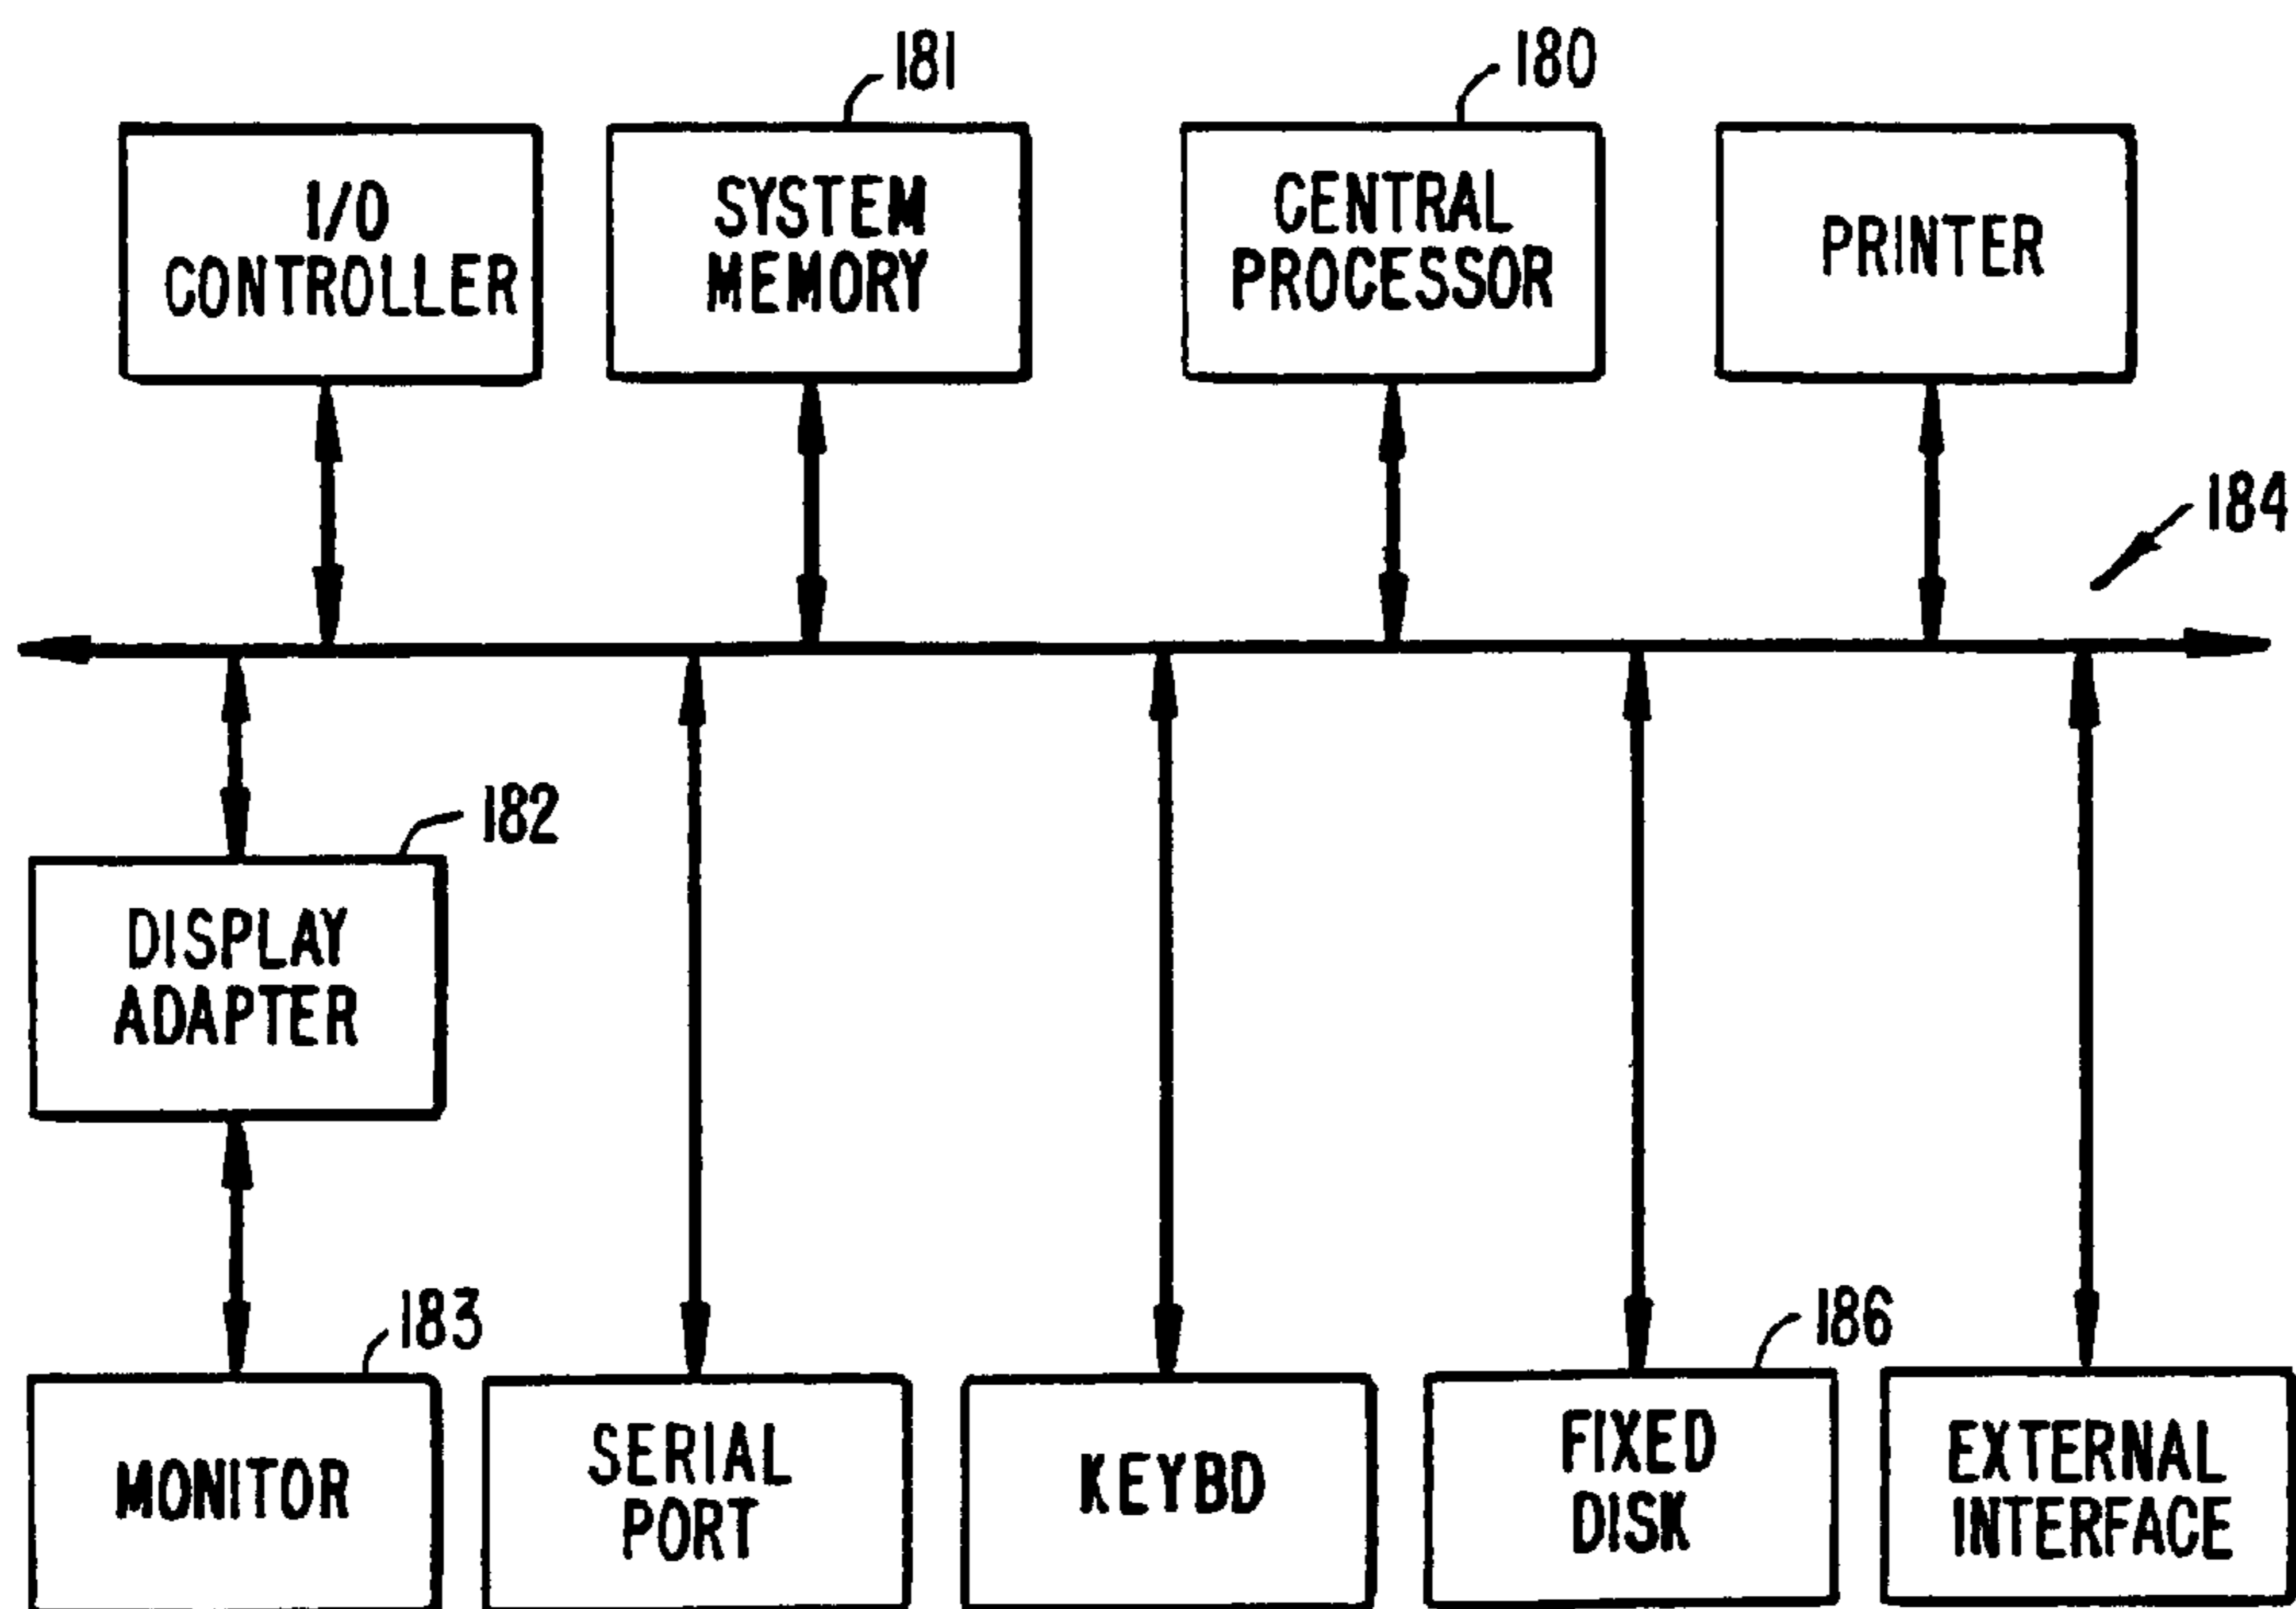 181
180
I/O
CONTROLLER
SYSTEM
MEMORY
CENTRAL
PROCESSOR
PRINTER
184
182
DISPLAY
ADAPTER
183
186
MONITOR
SERIAL
PORT
KEYBD
FIXED
DISK
EXTERNAL
INTERFACE